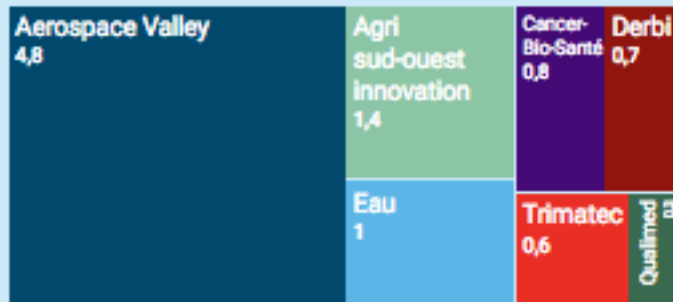 Aerospace Valley
4,8
Agri
sud-ouest
innovation
1,4
Eau
1
Cancer-
Bio-Santé
0,8
Derbi
0,7
Trimatec
0,6
Qualimed